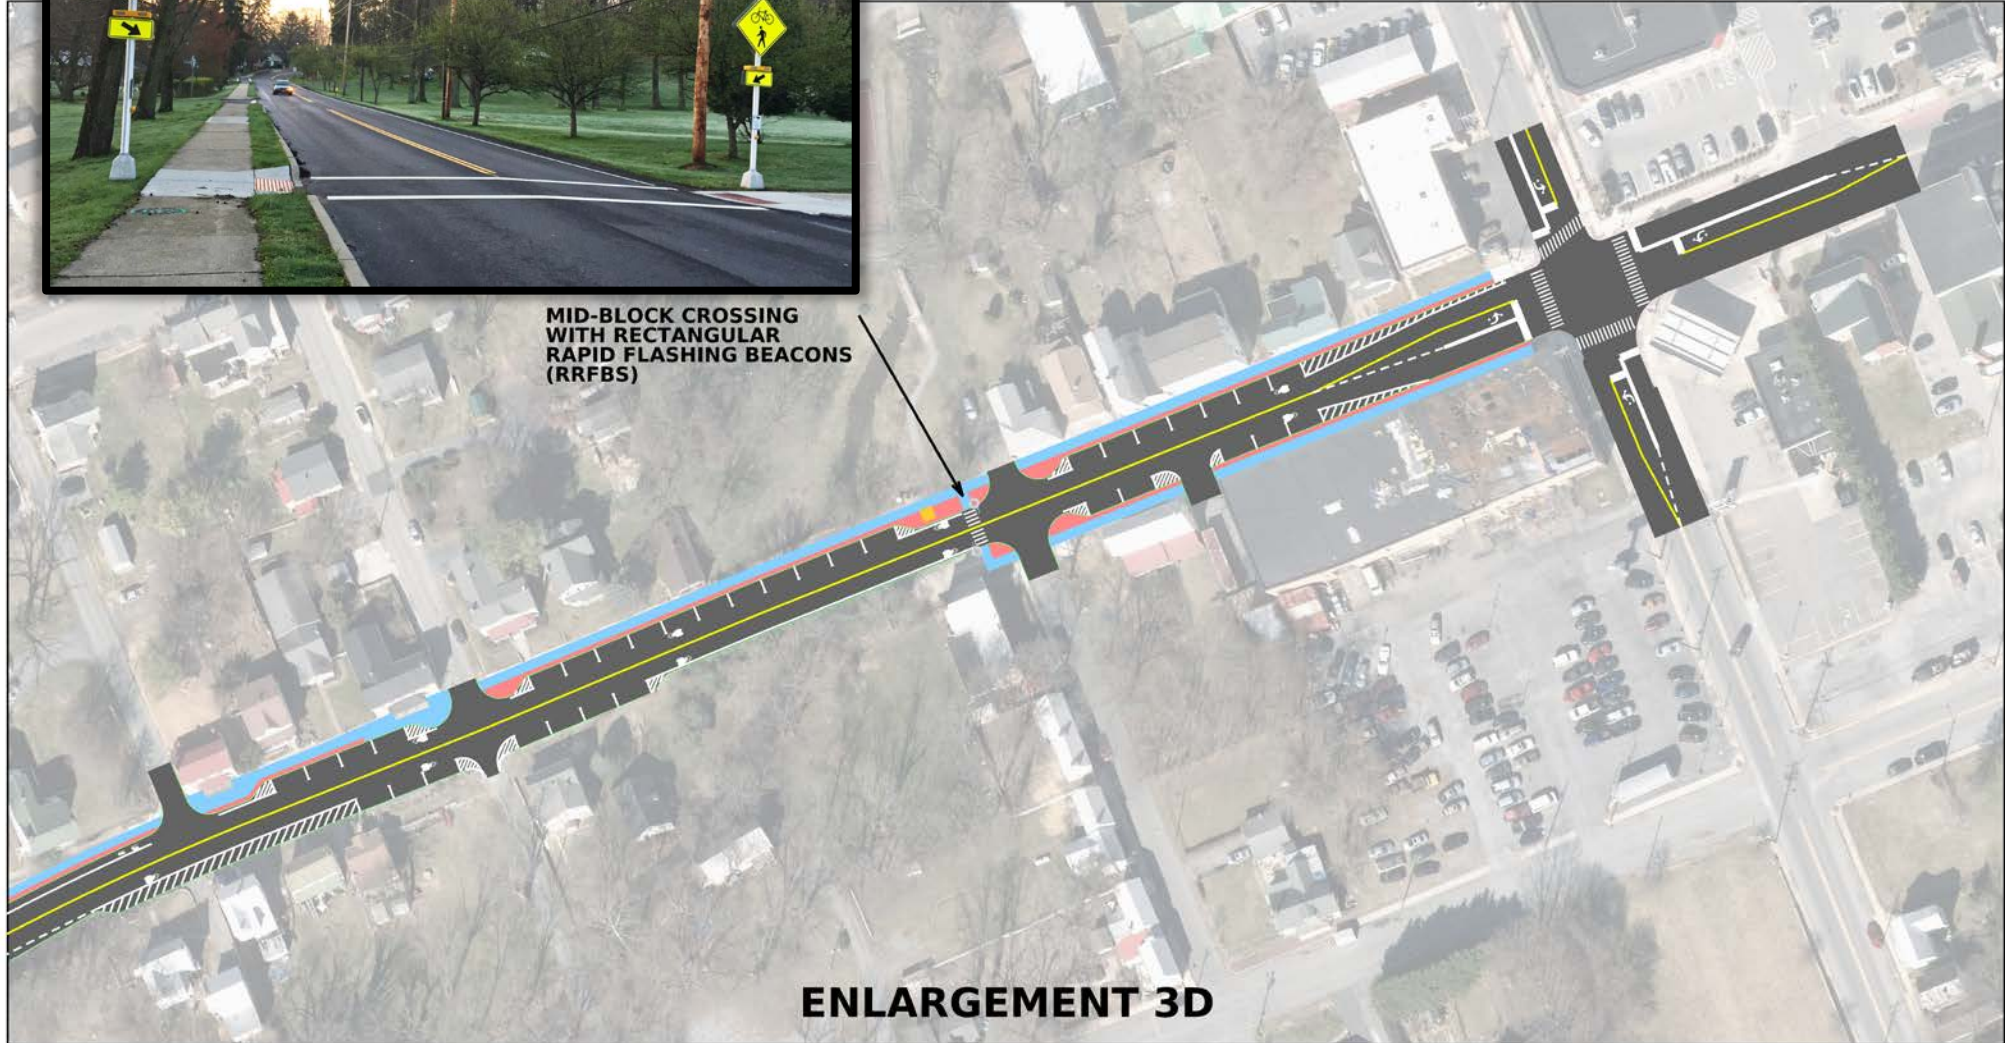 MID-BLOCK CROSSING
WITH RECTANGULAR
RAPID FLASHING BEACONS
(RRFBS)
ENLARGEMENT 3D